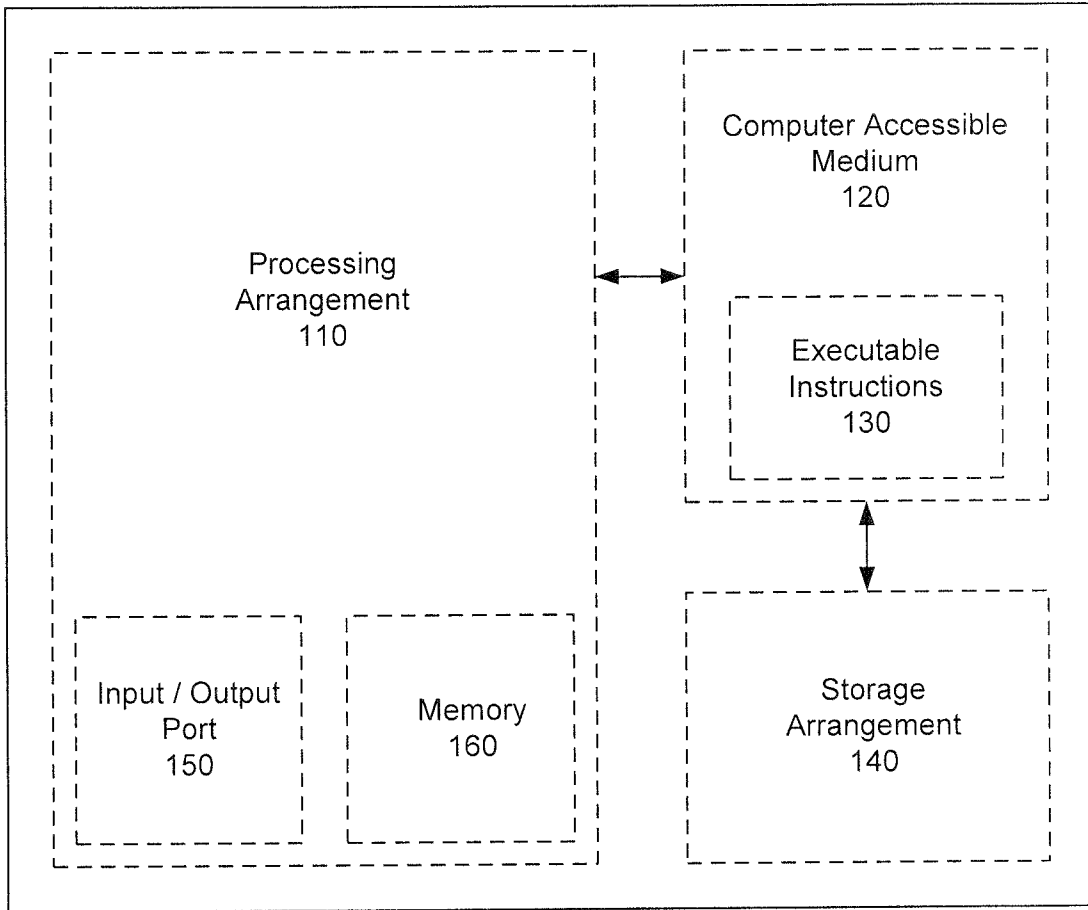 Processing
Arrangement
110
Input / Output
Port
150
Memory
160
Computer Accessible
Medium
120
Executable
Instructions
130
Storage
Arrangement
140